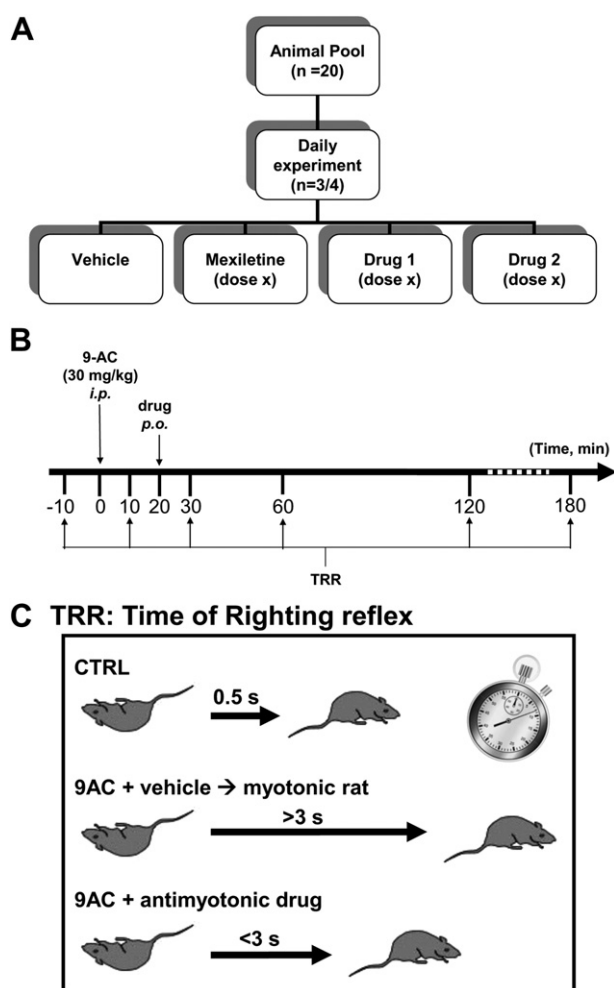 A
Animal Pool
(n =20)
Daily
experiment
(n=3/4)
Vehicle
Mexiletine
(dose x)
Drug 1
(dose x)
Drug 2
(dose x)
B
9-AC
(30 mg/kg)
i.p.
drug
p.o.
(Time, min)
-10 0 10 20 30 60 120 180
TRR
C TRR: Time of Righting reflex
CTRL
0.5 s
9AC + vehicle → myotonic rat
>3 s
9AC + antimyotonic drug
<3 s